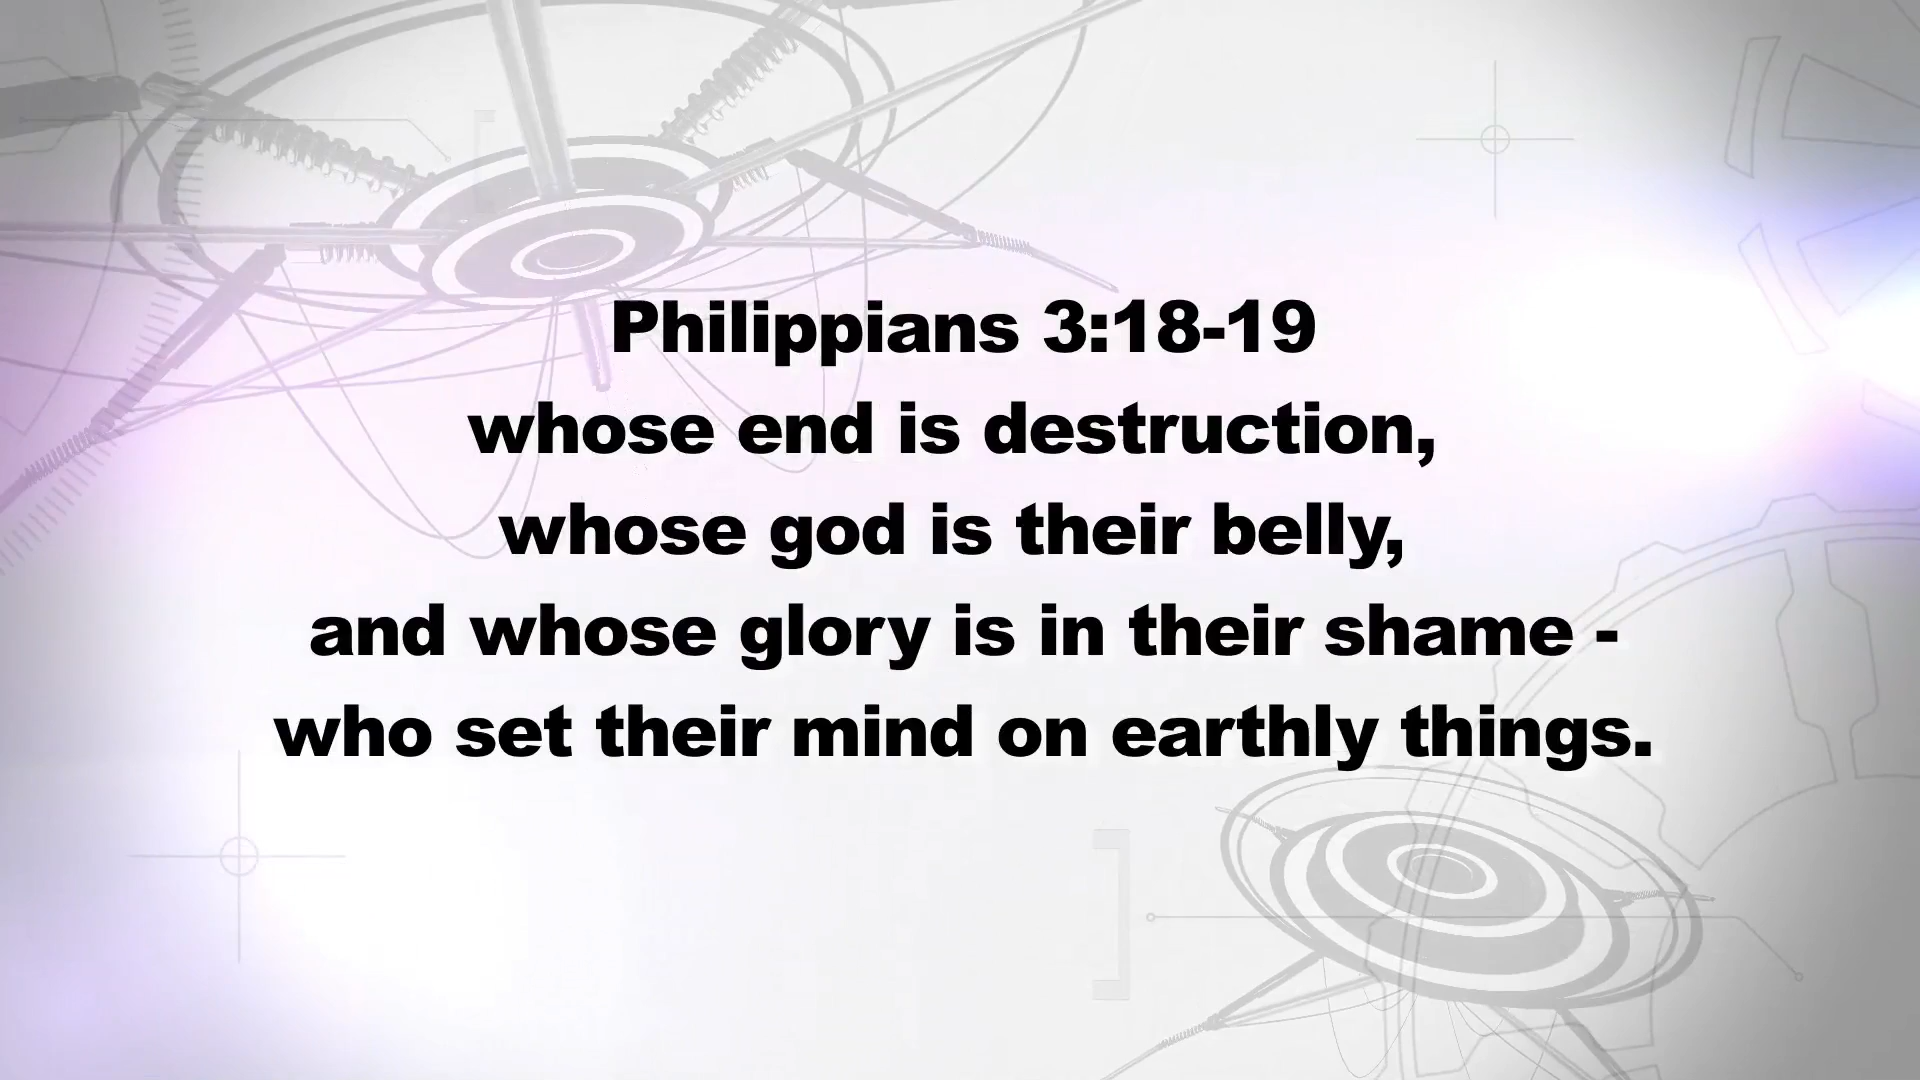 Philippians 3:18-19
whose end is destruction,
whose god is their belly,
and whose glory is in their shame -
who set their mind on earthly things.